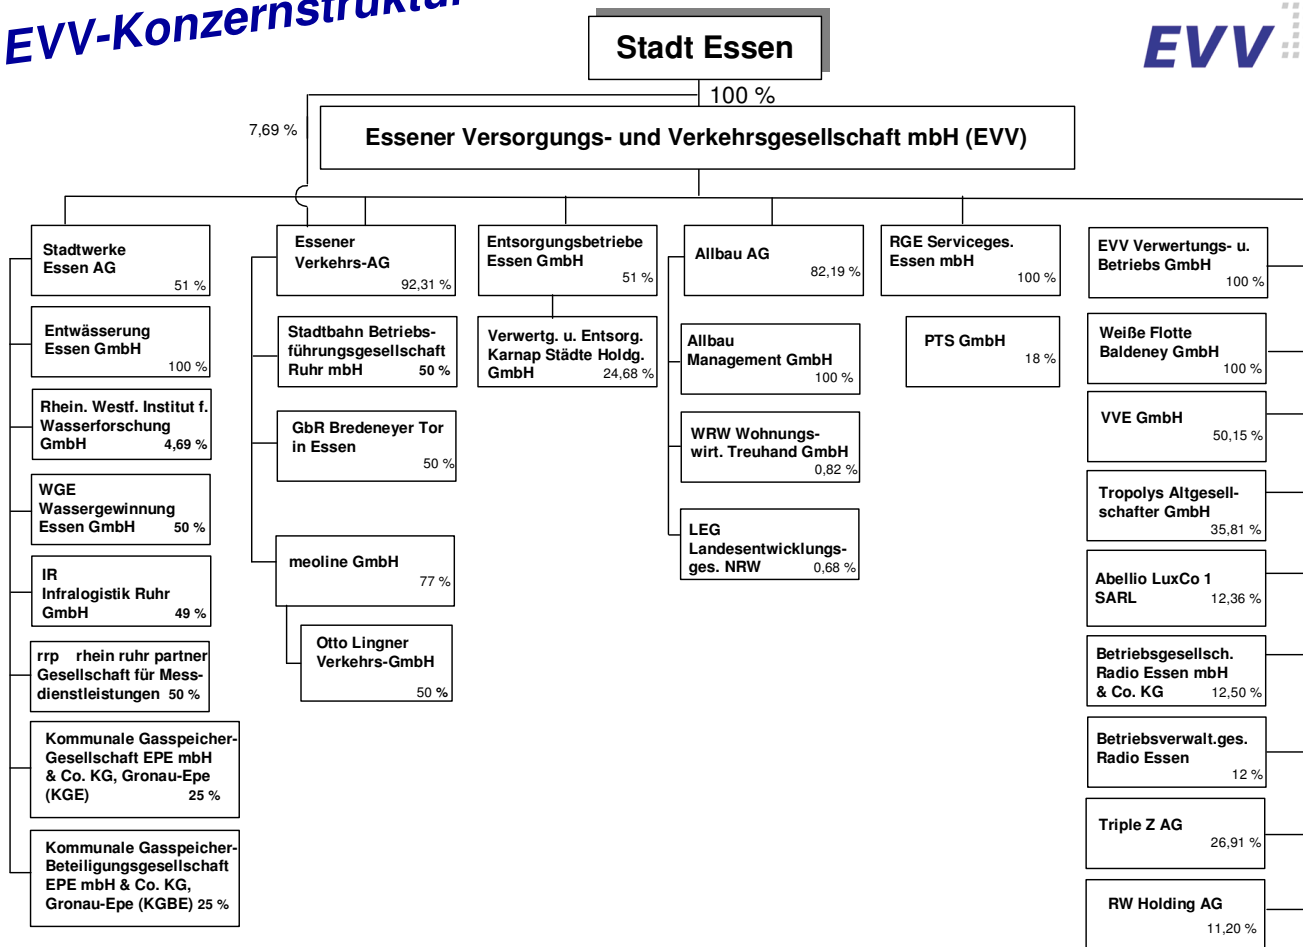 EVV-Konzernstruktur
EVV
Stadt Essen
100 %
7,69 %
Essener Versorgungs- und Verkehrsgesellschaft mbH (EVV)
Stadtwerke
Essen AG
51 %
Entwässerung
Essen GmbH
100 %
Rhein. Westf. Institut f.
Wasserforschung
GmbH 4,69 %
WGE
Wassergewinnung
Essen GmbH 50 %
IR
Infralogistik Ruhr
GmbH 49 %
rrp rhein ruhr partner
Gesellschaft für Mess-
dienstleistungen 50 %
Kommunale Gasspeicher-
Gesellschaft EPE mbH
& Co. KG, Gronau-Epe
(KGE) 25 %
Kommunale Gasspeicher-
Beteiligungsgesellschaft
EPE mbH & Co. KG,
Gronau-Epe (KGBE) 25 %
Essener
Verkehrs-AG
92,31 %
Stadtbahn Betriebs-
führungsgesellschaft
Ruhr mbH 50 %
GbR Bredeneyer Tor
in Essen
50 %
meoline GmbH
77 %
Otto Lingner
Verkehrs-GmbH
50 %
Entsorgungsbetriebe
Essen GmbH
51 %
Verwertg. u. Entsorg.
Karnap Städte Holdg.
GmbH 24,68 %
Allbau AG
82,19 %
Allbau
Management GmbH
100 %
WRW Wohnungs-
wirt. Treuhand GmbH
0,82 %
LEG
Landesentwicklungs-
ges. NRW 0,68 %
RGE Serviceges.
Essen mbH
100 %
PTS GmbH
18 %
EVV Verwertungs- u.
Betriebs GmbH
100 %
Weiße Flotte
Baldeney GmbH
100 %
VVE GmbH
50,15 %
Tropolys Altgesell-
schafter GmbH
35,81 %
Abellio LuxCo 1
SARL 12,36 %
Betriebsgesellsch.
Radio Essen mbH
& Co. KG 12,50 %
Betriebsverwalt.ges.
Radio Essen
12 %
Triple Z AG
26,91 %
RW Holding AG
11,20 %